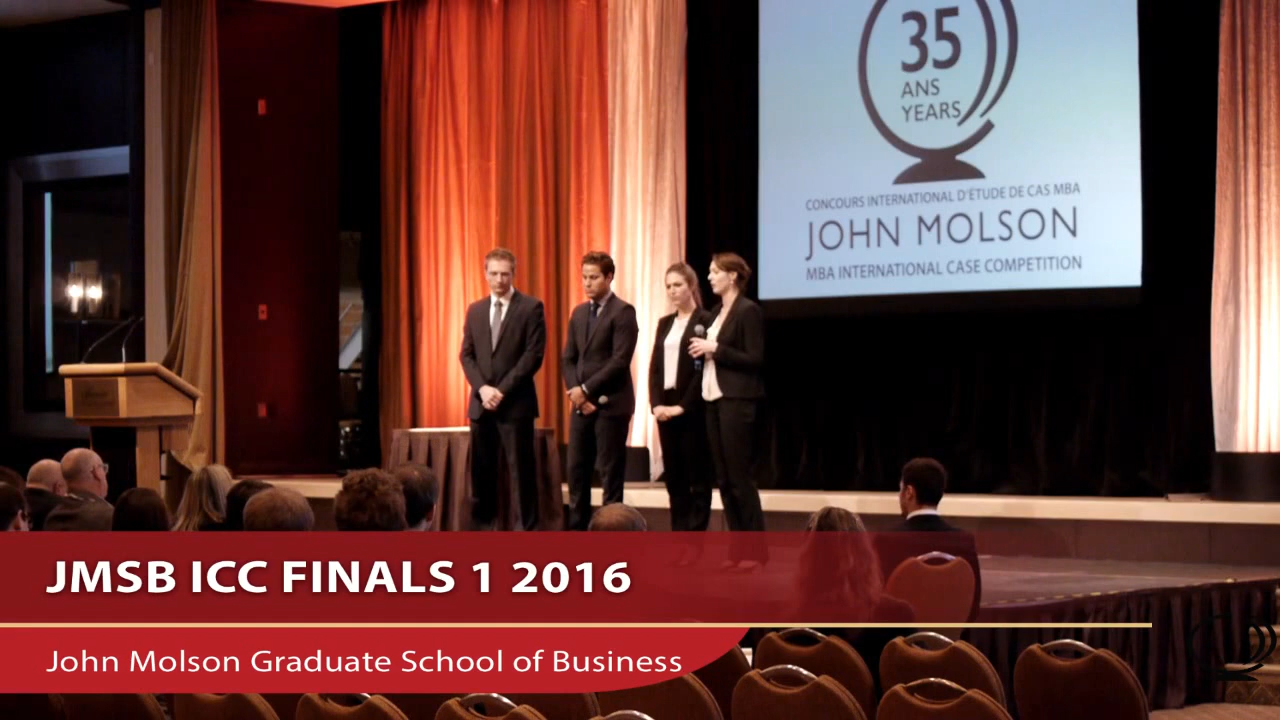 35
ANS
YEARS
CONCOURS INTERNATIONAL D'ÉTUDE DE CAS MBA
JOHN MOLSON
MBA INTERNATIONAL CASE COMPETITION
JMSB ICC FINALS 1 2016
John Molson Graduate School of Business